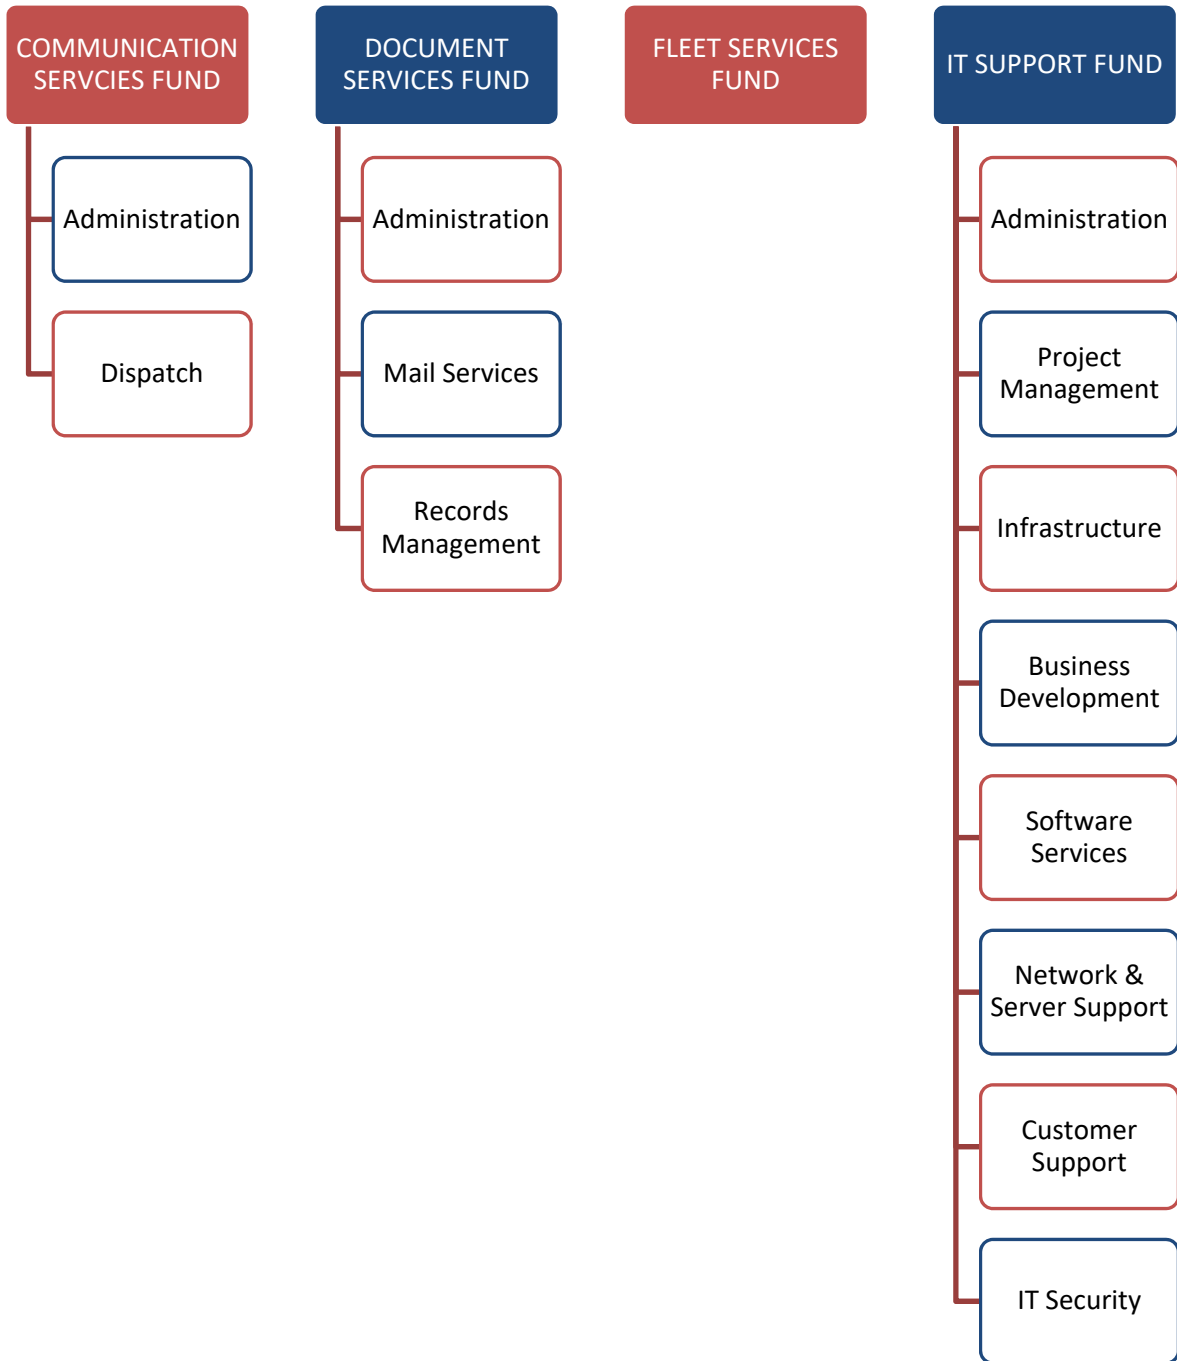 COMMUNICATION
SERVCIES FUND
Administration
Dispatch
DOCUMENT
SERVICES FUND
Administration
Mail Services
Records
Management
FLEET SERVICES
FUND
IT SUPPORT FUND
Administration
Project
Management
Infrastructure
Business
Development
Software
Services
Network &
Server Support
Customer
Support
IT Security